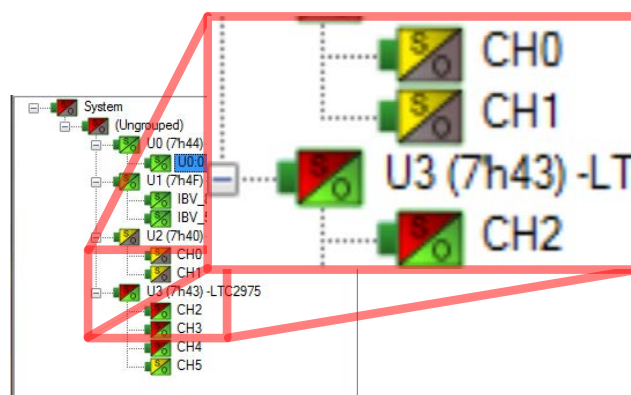 System
(Ungrouped)
U0 (7h44)
U0:0
U1 (7h4F)
IBV_
IBV_
U2 (7h40)
CH0
CH1
U3 (7h43) -LTC2975
CH2
CH3
CH4
CH5
S O CH0
S O CH1
S O U3 (7h43) -LT
S O CH2